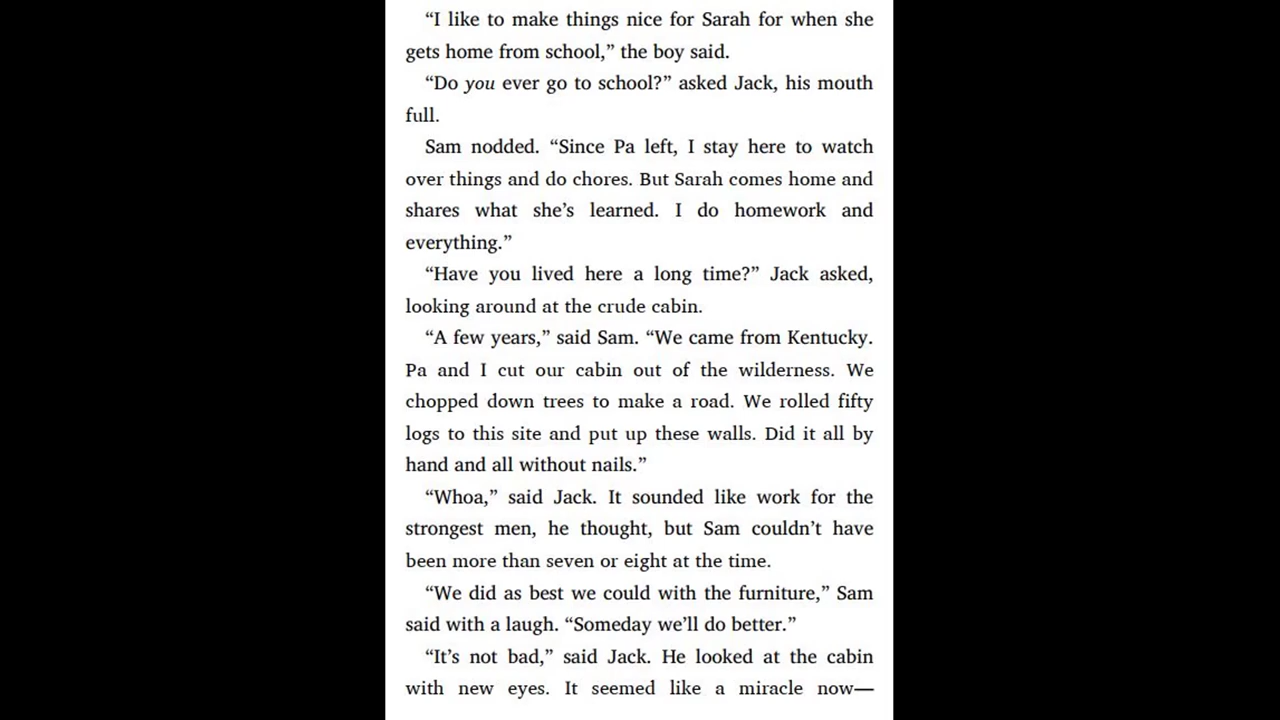 “I like to make things nice for Sarah for when she
gets home from school,” the boy said.
“Do you ever go to school?” asked Jack, his mouth
full.
Sam nodded. “Since Pa left, I stay here to watch
over things and do chores. But Sarah comes home and
shares what she’s learned. I do homework and
everything.”
“Have you lived here a long time?” Jack asked,
looking around at the crude cabin.
“A few years,” said Sam. “We came from Kentucky.
Pa and I cut our cabin out of the wilderness. We
chopped down trees to make a road. We rolled fifty
logs to this site and put up these walls. Did it all by
hand and all without nails.”
“Whoa,” said Jack. It sounded like work for the
strongest men, he thought, but Sam couldn’t have
been more than seven or eight at the time.
“We did as best we could with the furniture,” Sam
said with a laugh. “Someday we’ll do better.”
“It’s not bad,” said Jack. He looked at the cabin
with new eyes. It seemed like a miracle now—